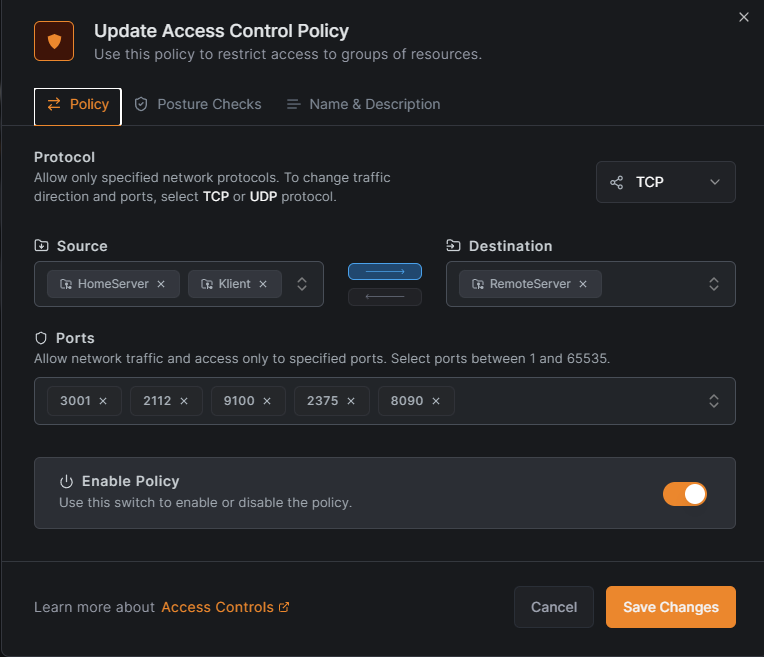 Update Access Control Policy
Use this policy to restrict access to groups of resources.
Policy
Posture Checks
Name & Description
Protocol
Allow only specified network protocols. To change traffic
direction and ports, select TCP or UDP protocol.
TCP
Source
Destination
HomeServer
Klient
RemoteServer
Ports
Allow network traffic and access only to specified ports. Select ports between 1 and 65535.
3001
2112
9100
2375
8090
Enable Policy
Use this switch to enable or disable the policy.
Learn more about Access Controls
Cancel
Save Changes